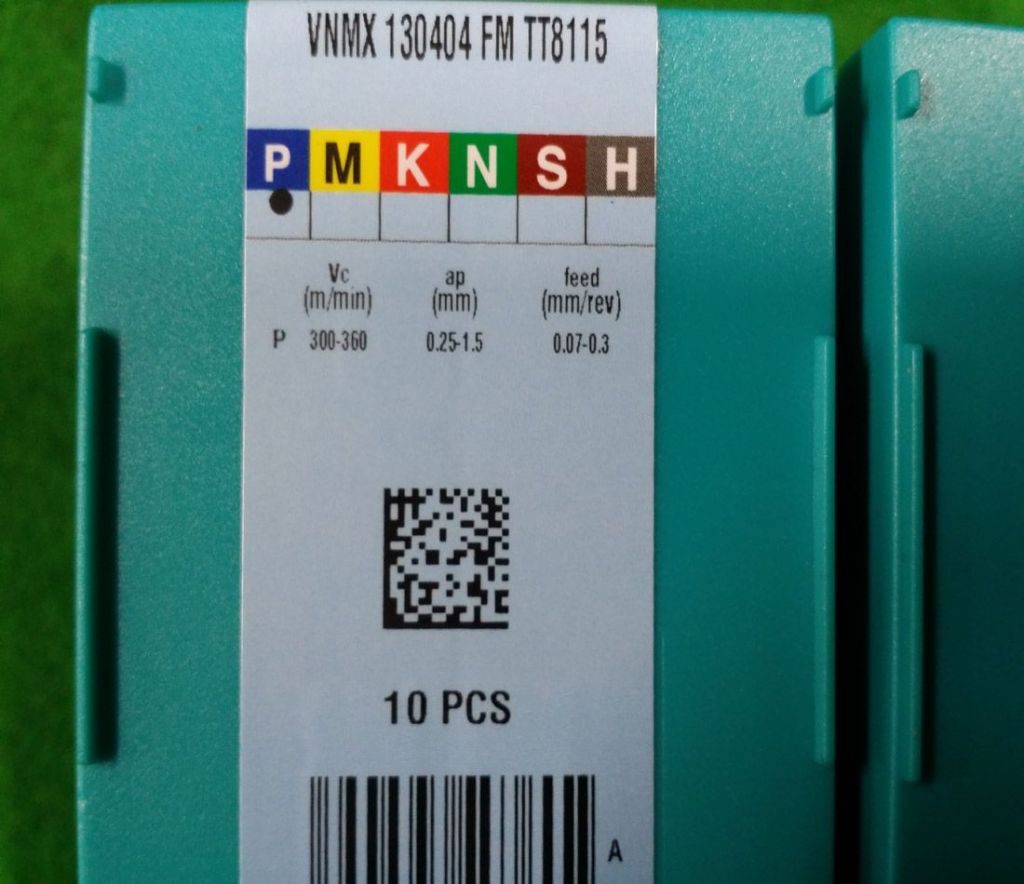 VNMX 130404 FM TT8115
P M K N S H
Vc ap feed
(m/min) (mm) (mm/rev)
P 300-360 0.25-1.5 0.07-0.3
10 PCS
A